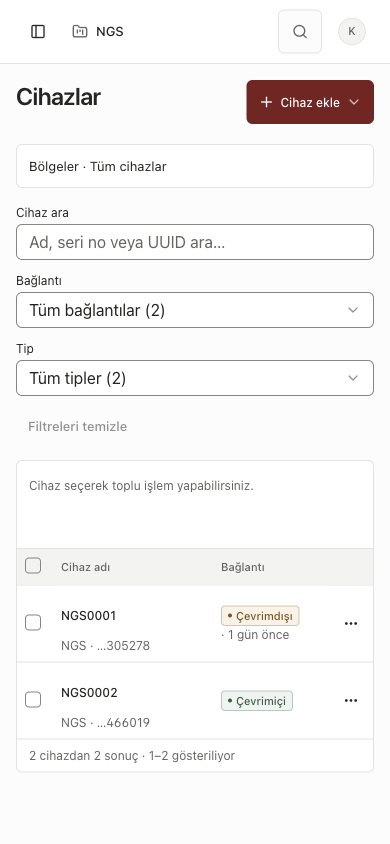 NGS
K
Cihazlar
Cihaz ekle
Bölgeler · Tüm cihazlar
Cihaz ara
Ad, seri no veya UUID ara...
Bağlantı
Tüm bağlantılar (2)
Tip
Tüm tipler (2)
Filtreleri temizle
Cihaz seçerek toplu işlem yapabilirsiniz.
Cihaz adı Bağlantı
NGS0001 • Çevrimdışı
· 1 gün önce
NGS · ...305278
NGS0002 • Çevrimiçi
NGS · ...466019
2 cihazdan 2 sonuç · 1–2 gösteriliyor